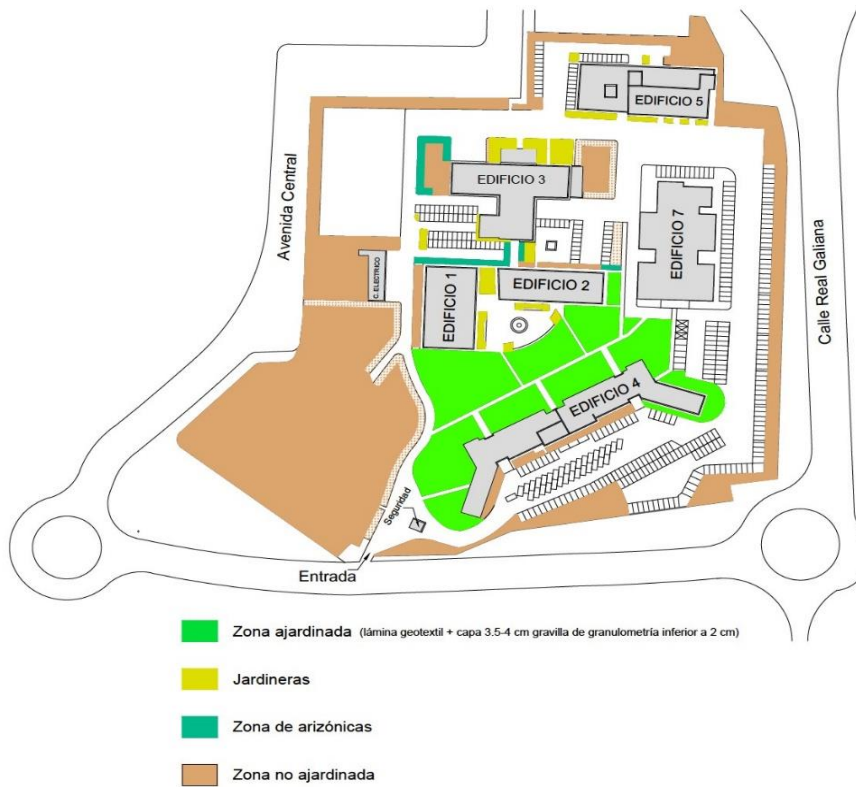 EDIFICIO 5
Avenida Central
EDIFICIO 3
EDIFICIO 7
Calle Real Galiana
C. ELECTRICO
EDIFICIO 1
EDIFICIO 2
EDIFICIO 4
Seguridad
Entrada
Zona ajardinada (lámina geotextil + capa 3.5-4 cm gravilla de granulometría inferior a 2 cm)
Jardineras
Zona de arizónicas
Zona no ajardinada